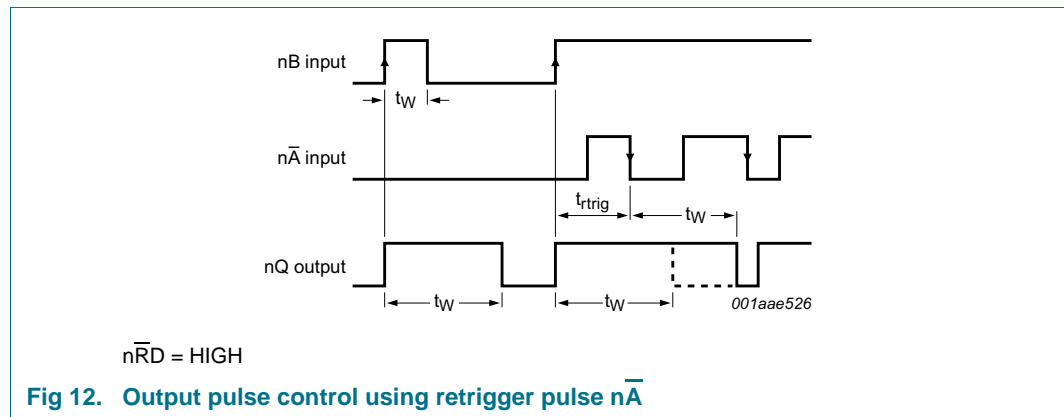 nB input
tW
nA̅ input
trtrig
tW
nQ output
tW
tW
001aae526
nR̅D = HIGH
Fig 12. Output pulse control using retrigger pulse nA̅